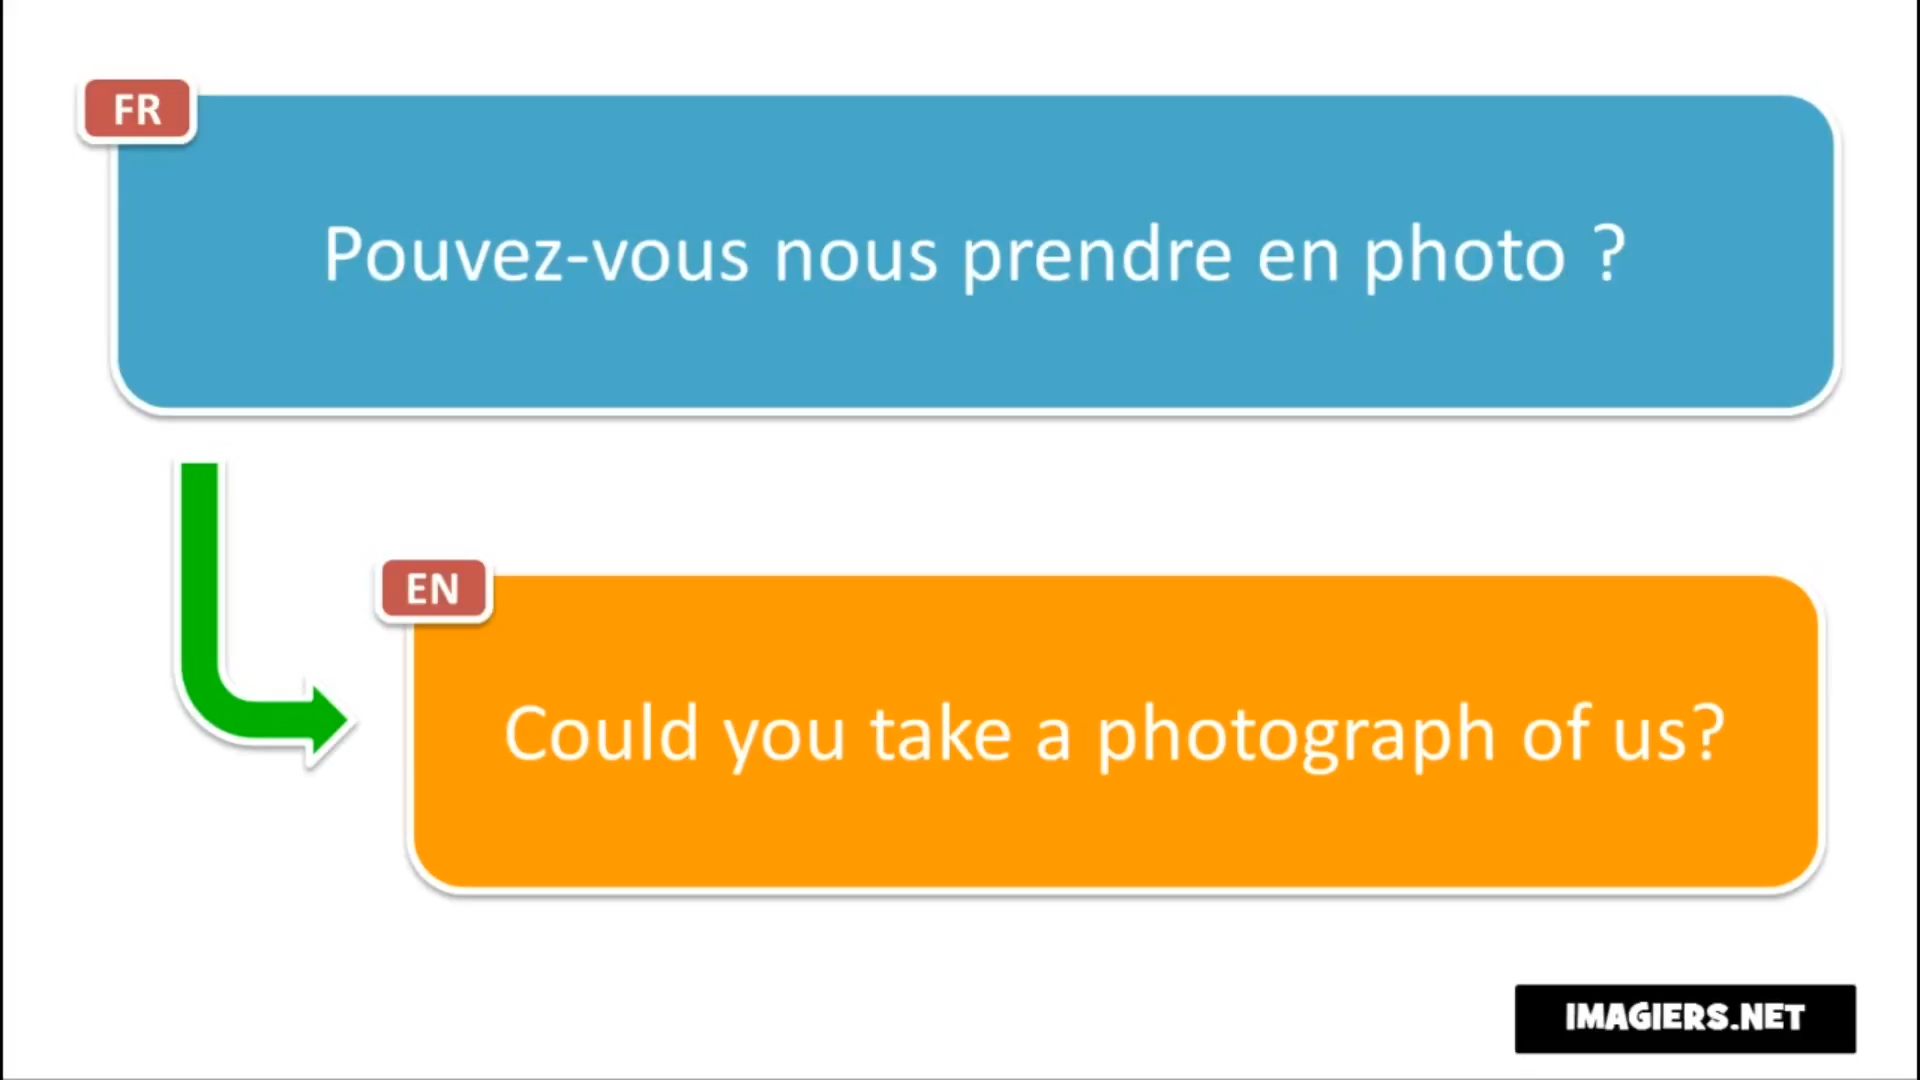 FR
Pouvez-vous nous prendre en photo ?
EN
Could you take a photograph of us?
IMAGIERS.NET